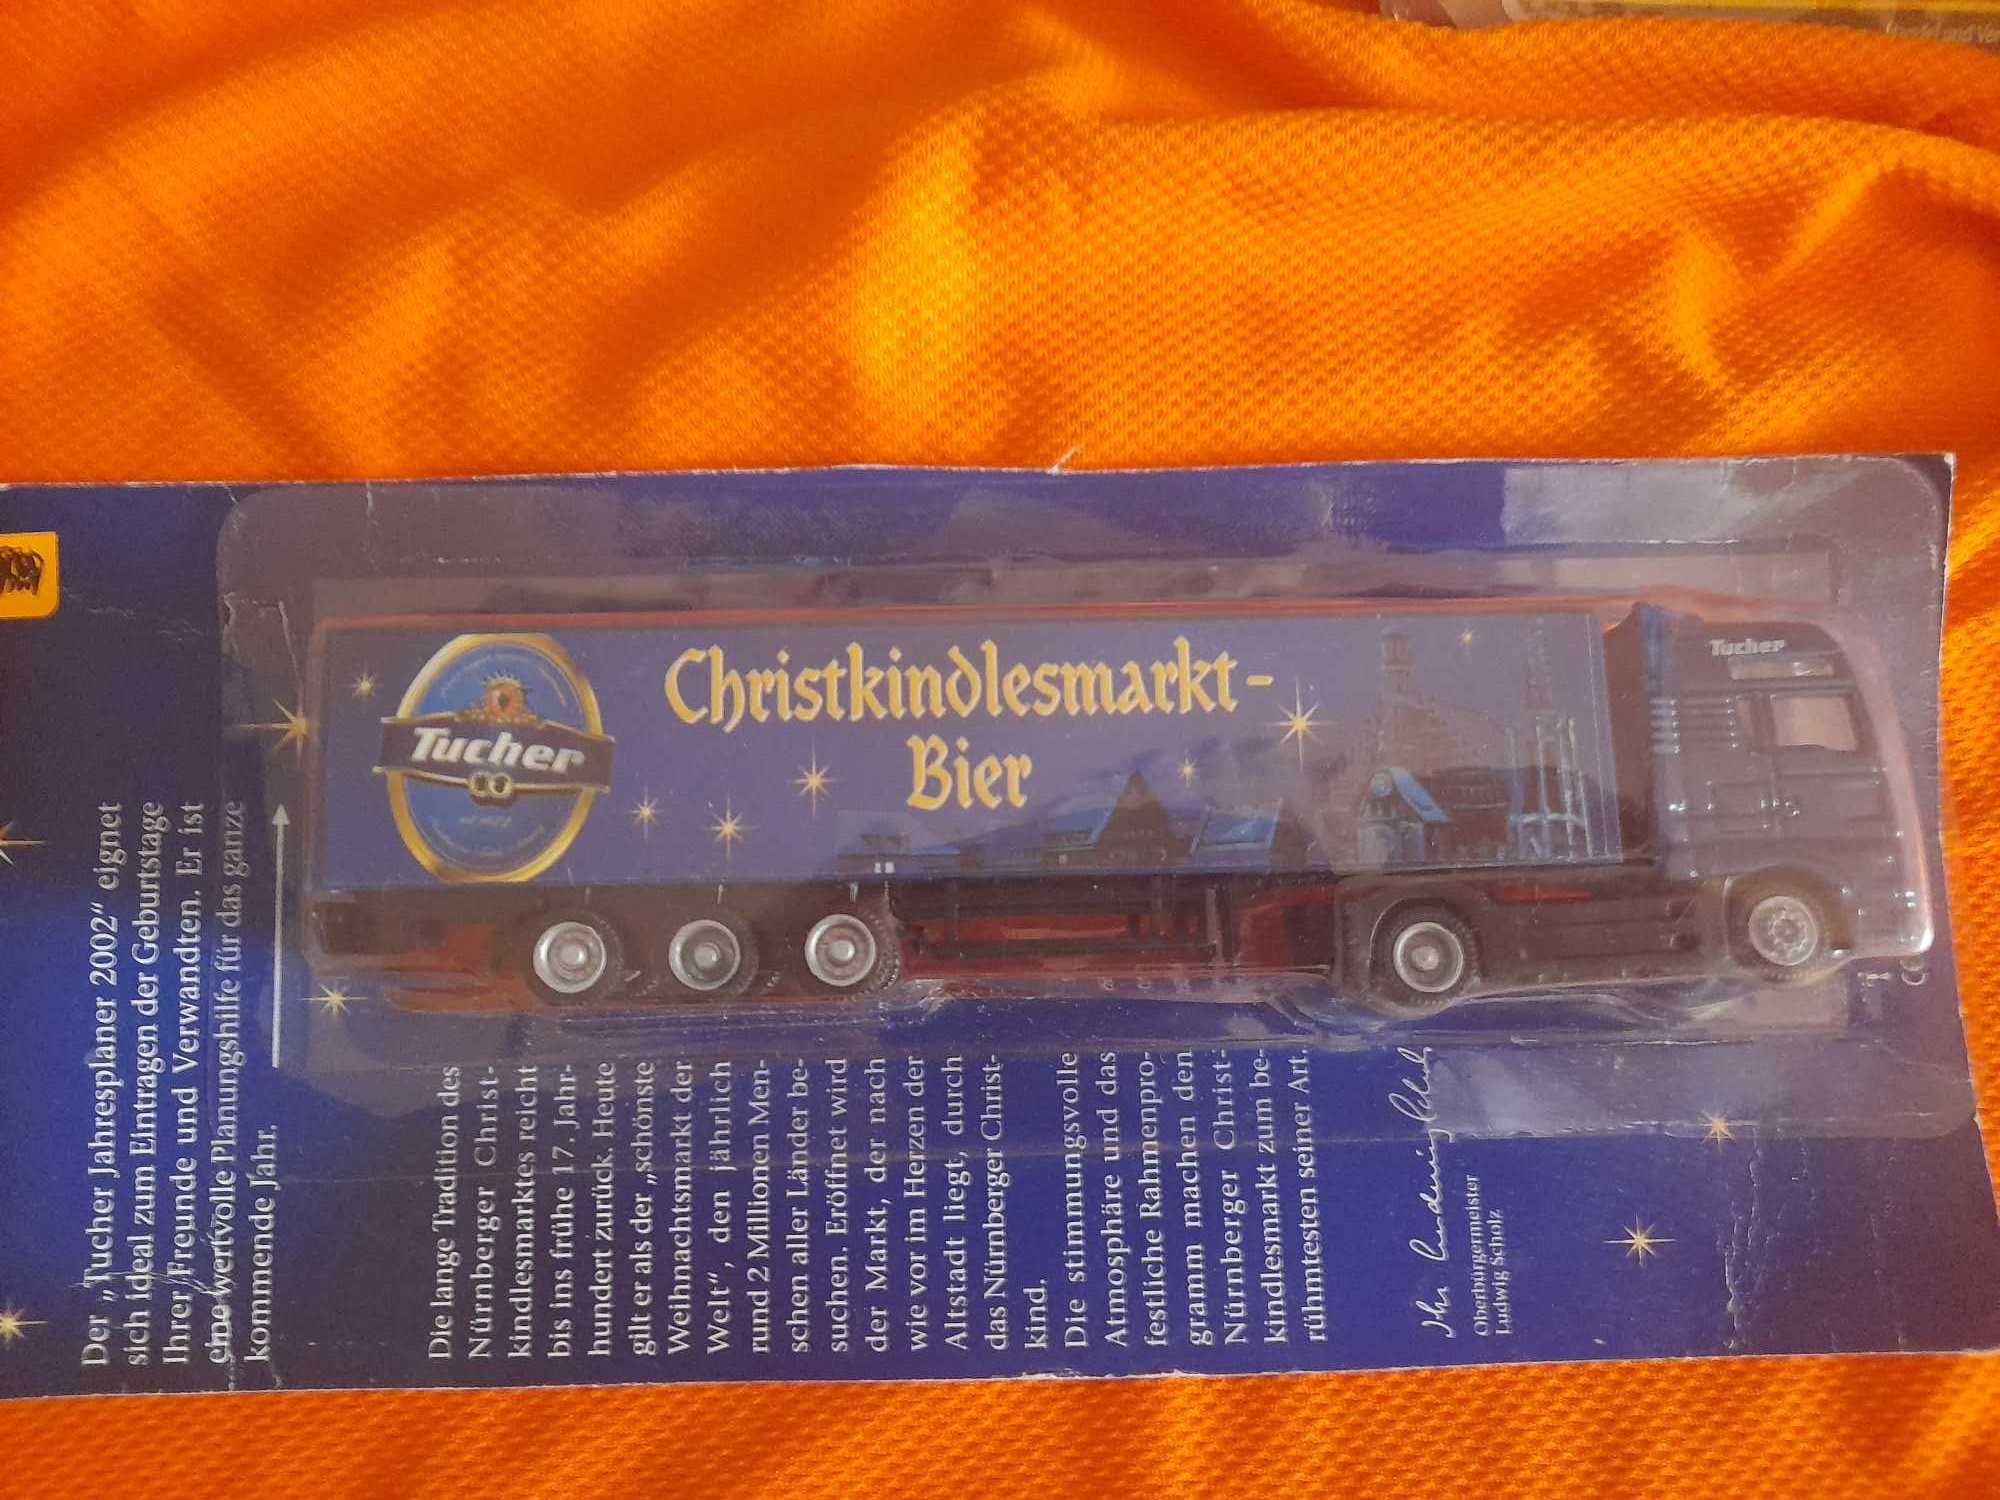 Tucher
Christkindlesmarkt-
Bier
Tucher
Der „Tucher Jahresplaner 2002“ eignet
sich ideal zum Eintragen der Geburtstage
Ihrer Freunde und Verwandten. Er ist
eine wertvolle Planungshilfe für das ganze
kommende Jahr.
Die lange Tradition des
Nürnberger Christ-
kindlesmarktes reicht
bis ins frühe 17. Jahr-
hundert zurück. Heute
gilt er als der „schönste
Weihnachtsmarkt der
Welt“, den jährlich
rund 2 Millionen Men-
schen aller Länder be-
suchen. Eröffnet wird
der Markt, der nach
wie vor im Herzen der
Altstadt liegt, durch
das Nürnberger Christ-
kind.
Die stimmungsvolle
Atmosphäre und das
festliche Rahmenpro-
gramm machen den
Nürnberger Christ-
kindlesmarkt zum be-
rühmtesten seiner Art.
Ihr Ludwig Scholz
Oberbürgermeister
Ludwig Scholz